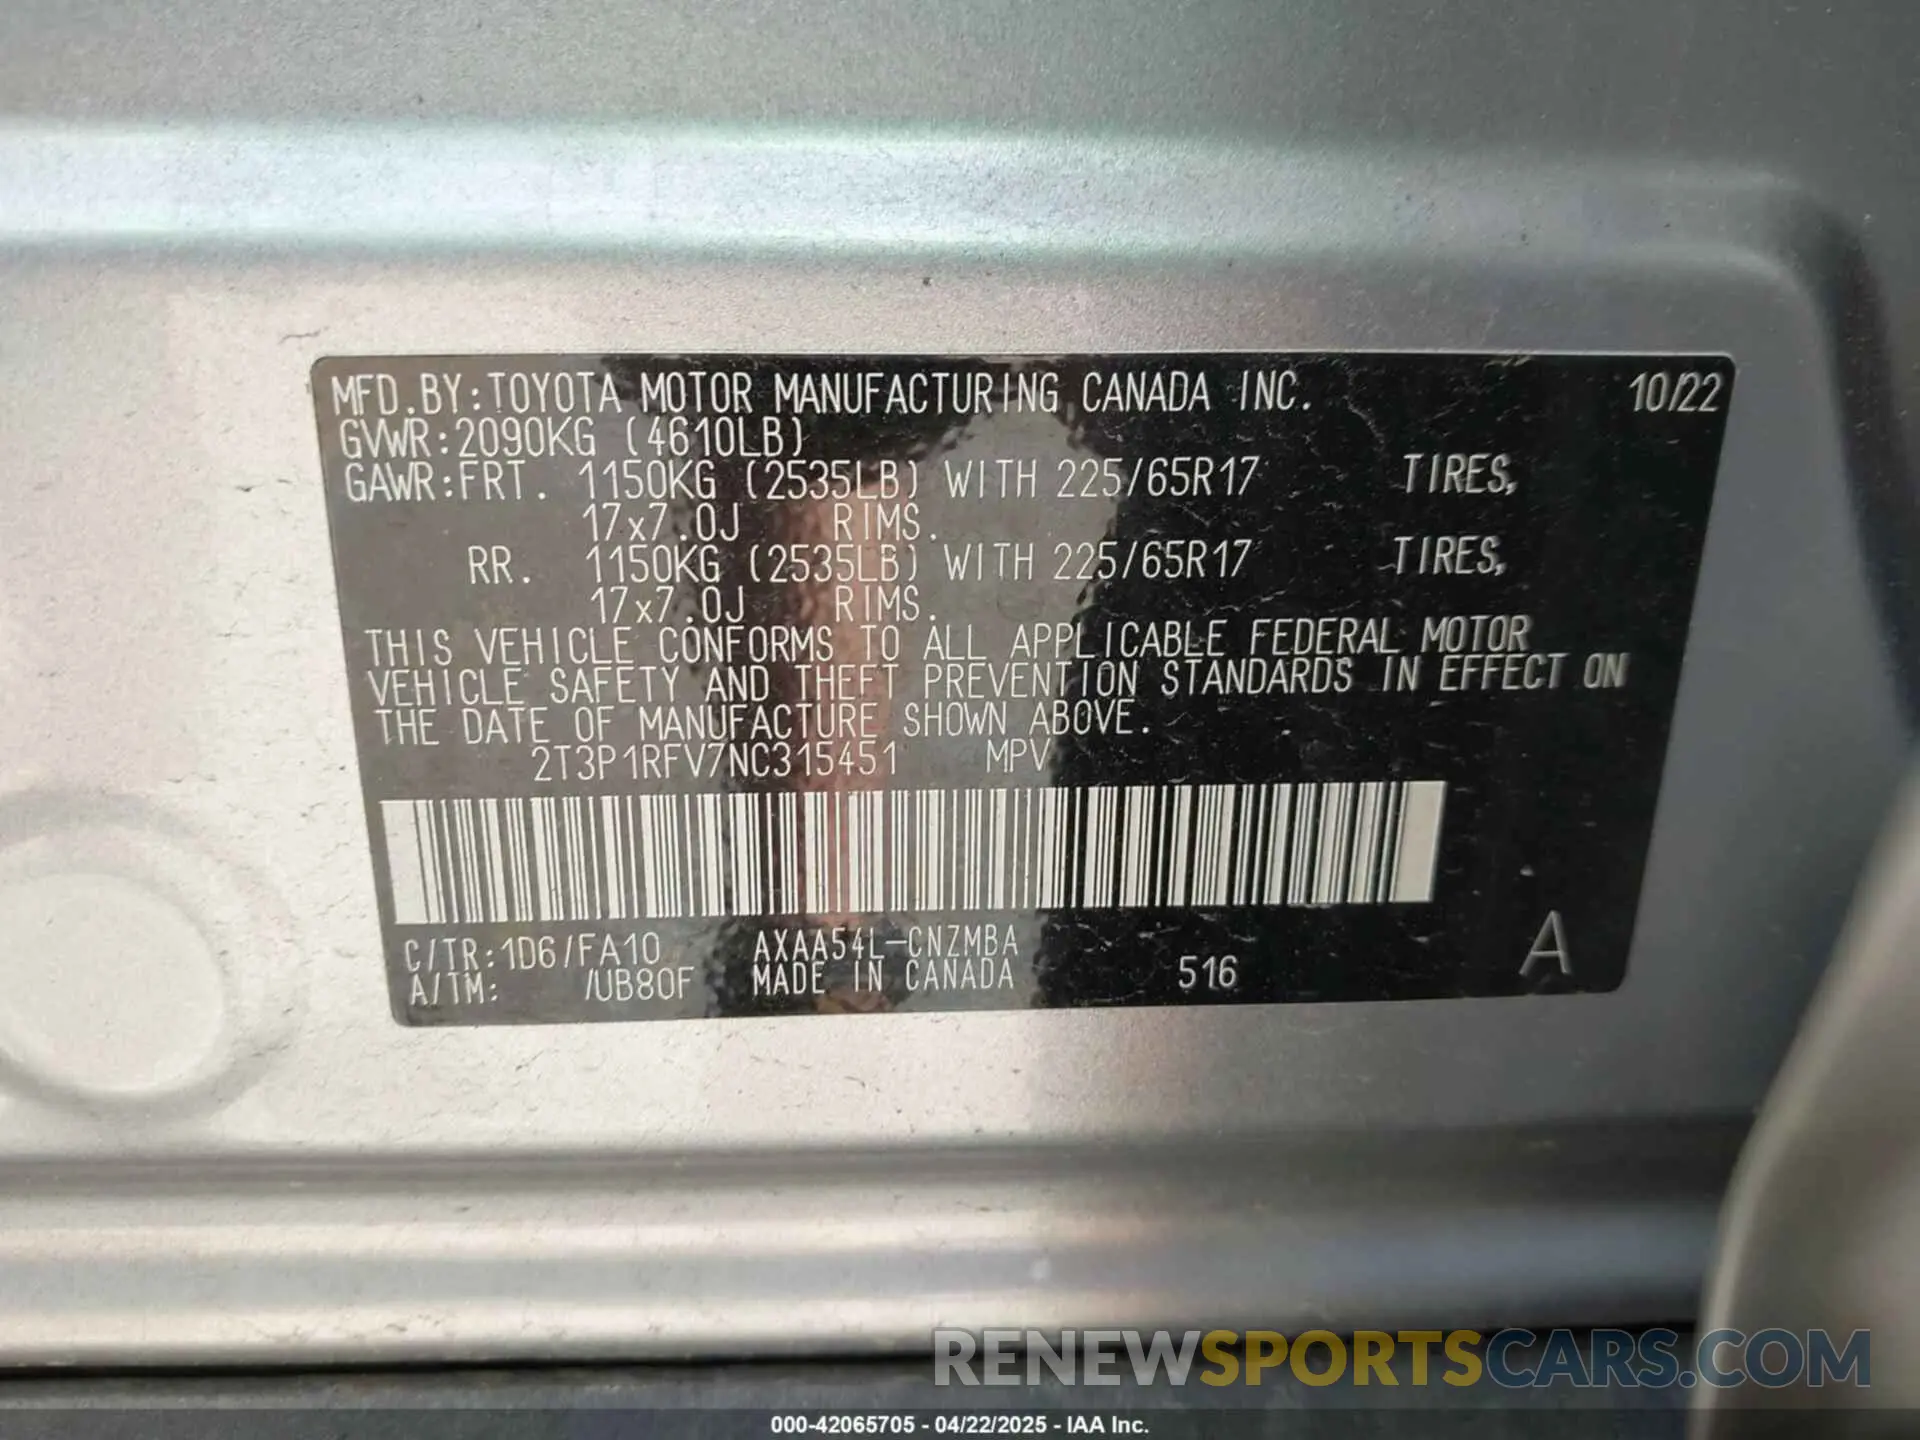 MFD.BY:TOYOTA MOTOR MANUFACTURING CANADA INC. 10/22
GVWR:2090KG (4610LB)
GAWR:FRT. 1150KG (2535LB) WITH 225/65R17 TIRES,
17x7.0J RIMS.
RR. 1150KG (2535LB) WITH 225/65R17 TIRES,
17x7.0J RIMS.
THIS VEHICLE CONFORMS TO ALL APPLICABLE FEDERAL MOTOR
VEHICLE SAFETY AND THEFT PREVENTION STANDARDS IN EFFECT ON
THE DATE OF MANUFACTURE SHOWN ABOVE.
2T3P1RFV7NC315451 MPV
C/TR:1D6/FA10 AXAA54L-CNZMBA
A/TM: /UB80F MADE IN CANADA 516 A
RENEWSPORTSCARS.COM
000-42065705 - 04/22/2025 - IAA Inc.